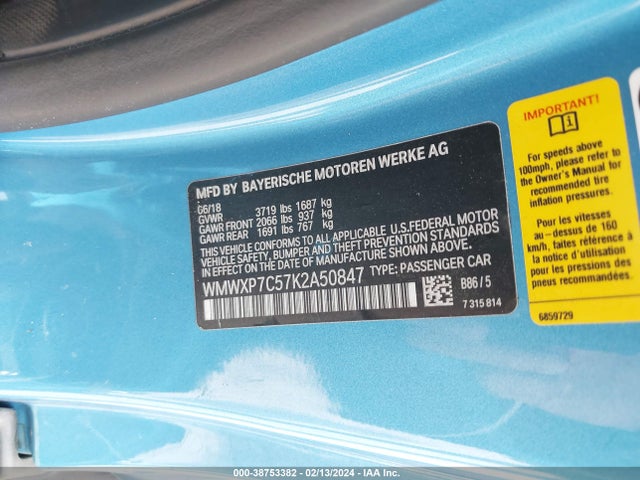 MFD BY BAYERISCHE MOTOREN WERKE AG
06/18
GVWR 3719 lbs 1687 kg
GAWR FRONT 2066 lbs 937 kg
GAWR REAR 1691 lbs 767 kg
THIS VEHICLE CONFORMS TO ALL APPLICABLE U.S.FEDERAL MOTOR
VEHICLE SAFETY, BUMPER AND THEFT PREVENTION STANDARDS IN
EFFECT ON THE DATE OF MANUFACTURE SHOWN ABOVE.
WMWXP7C57K2A50847 TYPE: PASSENGER CAR
B86 / 5
7 315 814
IMPORTANT!
For speeds above
100mph, please refer to
the Owner's Manual for
recommended tire
inflation pressures.
Pour les vitesses
au - dessus de 160
km/h, faites référence à
la notice d'utilisation
pour les pressions des
pneus recommendées.
6859729
000-38753382 - 02/13/2024 - IAA Inc.